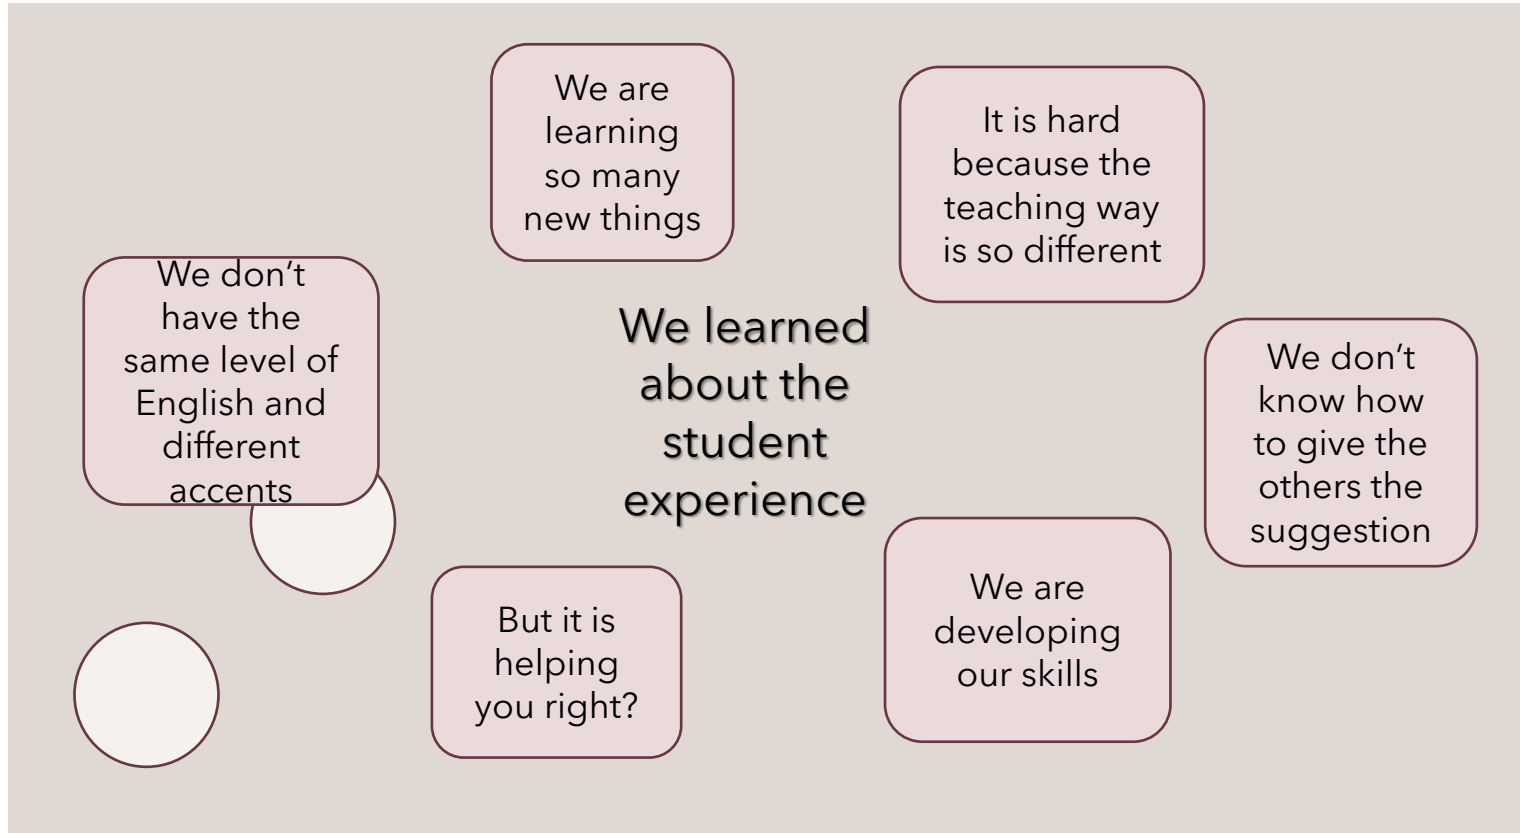 We are
learning
so many
new things
It is hard
because the
teaching way
is so different
We don’t
have the
same level of
English and
different
accents
We learned
about the
student
experience
We don’t
know how
to give the
others the
suggestion
But it is
helping
you right?
We are
developing
our skills